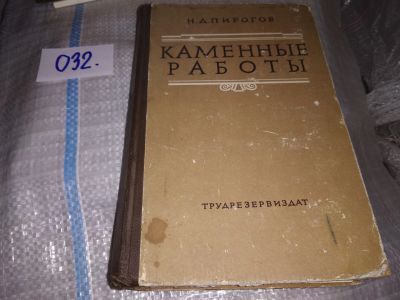 032.
Н.Д.ПИРОГОВ
КАМЕННЫЕ
РАБОТЫ
ТРУДРЕЗЕРВИЗДАТ